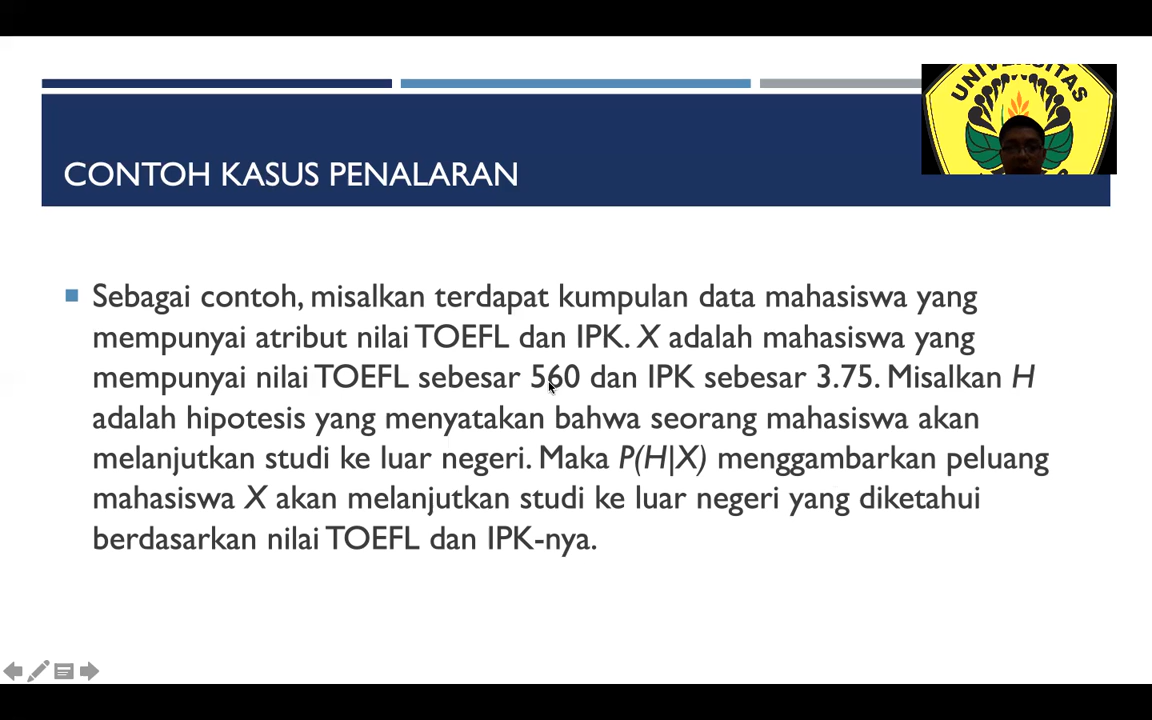 UNIVERSITAS
CONTOH KASUS PENALARAN
Sebagai contoh, misalkan terdapat kumpulan data mahasiswa yang
mempunyai atribut nilai TOEFL dan IPK. X adalah mahasiswa yang
mempunyai nilai TOEFL sebesar 560 dan IPK sebesar 3.75. Misalkan H
adalah hipotesis yang menyatakan bahwa seorang mahasiswa akan
melanjutkan studi ke luar negeri. Maka P(H|X) menggambarkan peluang
mahasiswa X akan melanjutkan studi ke luar negeri yang diketahui
berdasarkan nilai TOEFL dan IPK-nya.